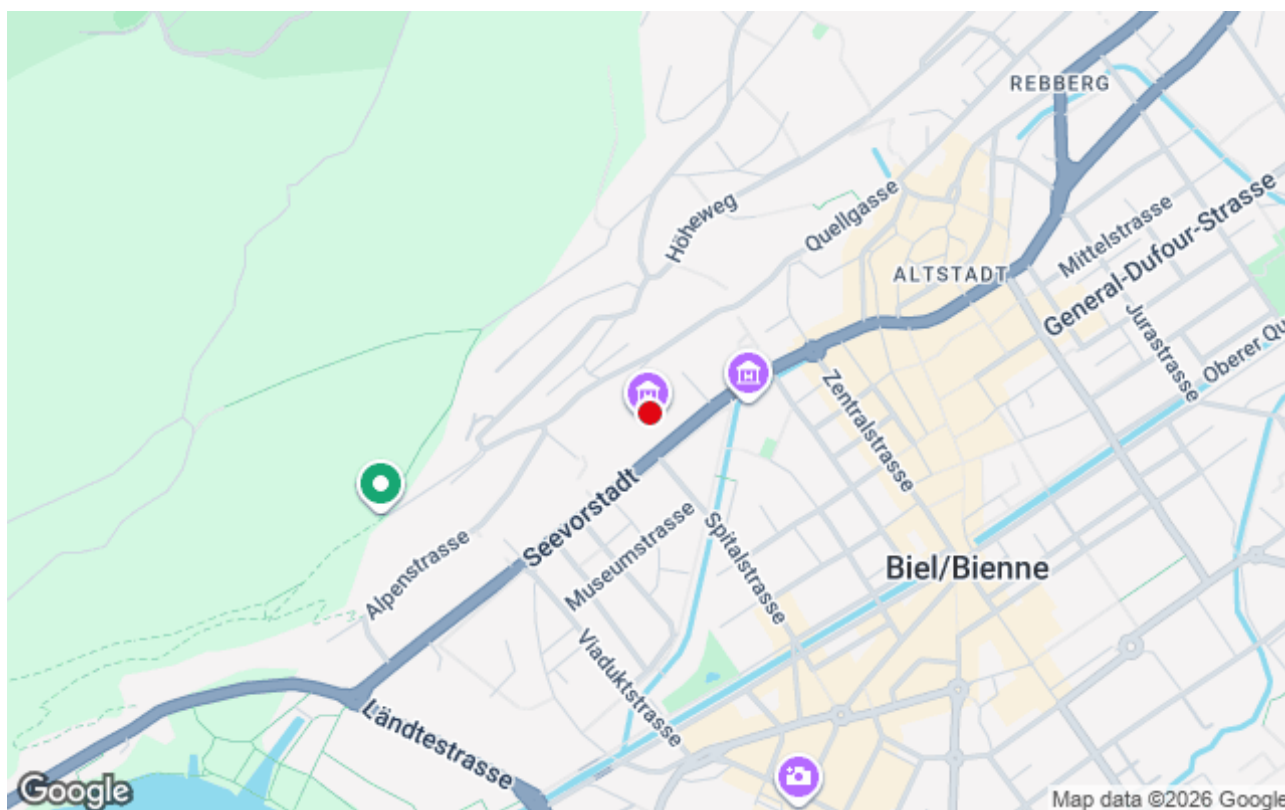 REBBERG
Höheweg
Quellgasse
Mittelstrasse
General-Dufour-Strasse
ALTSTADT
Jurastrasse
Oberer Qu
Zentralstrasse
Seevorstadt
Spitalstrasse
Museumstrasse
Alpenstrasse
Biel/Bienne
Viaduktstrasse
Ländtestrasse
Google
Map data ©2026 Google